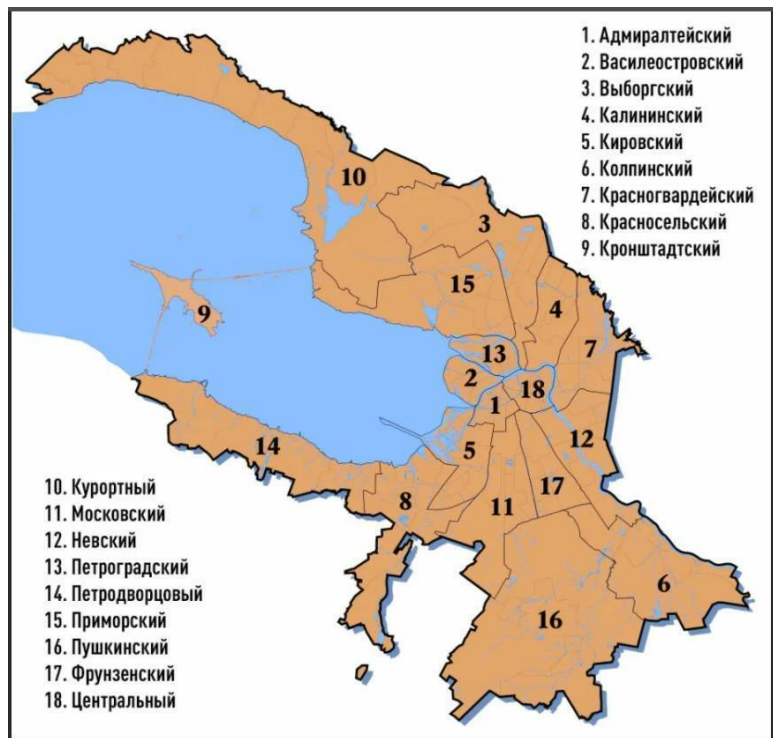 1. Адмиралтейский
2. Василеостровский
3. Выборгский
4. Калининский
5. Кировский
6. Колпинский
7. Красногвардейский
8. Красносельский
9. Кронштадтский
10
3
15
4
9
13
7
2
18
1
12
14
5
17
8
11
6
16
10. Курортный
11. Московский
12. Невский
13. Петроградский
14. Петродворцовый
15. Приморский
16. Пушкинский
17. Фрунзенский
18. Центральный